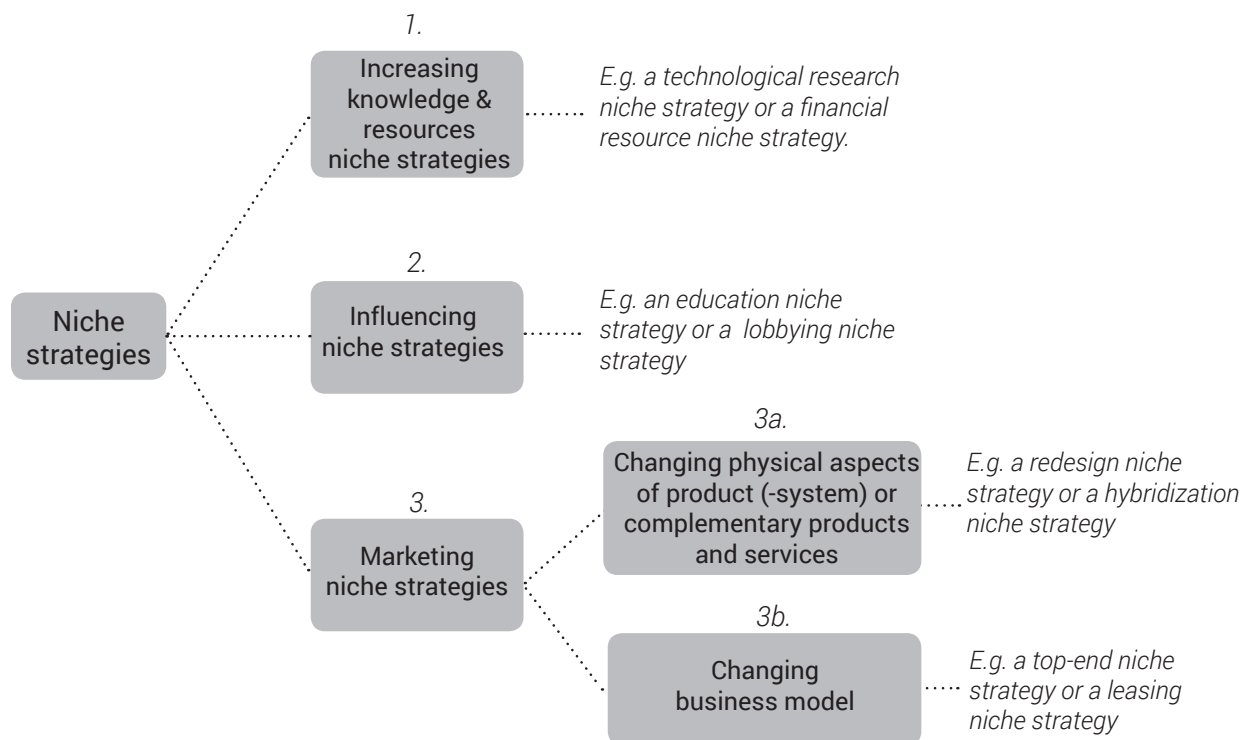 1.
Increasing
knowledge &
resources
niche strategies
E.g. a technological research
niche strategy or a financial
resource niche strategy.
2.
Influencing
niche strategies
E.g. an education niche
strategy or a lobbying niche
strategy
Niche
strategies
3.
Marketing
niche strategies
3a.
Changing physical aspects
of product (-system) or
complementary products
and services
E.g. a redesign niche
strategy or a hybridization
niche strategy
3b.
Changing
business model
E.g. a top-end niche
strategy or a leasing
niche strategy